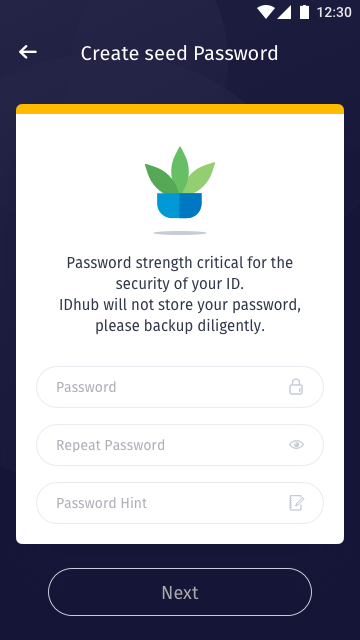 12:30
Create seed Password
Password strength critical for the
security of your ID.
IDhub will not store your password,
please backup diligently.
Password
Repeat Password
Password Hint
Next